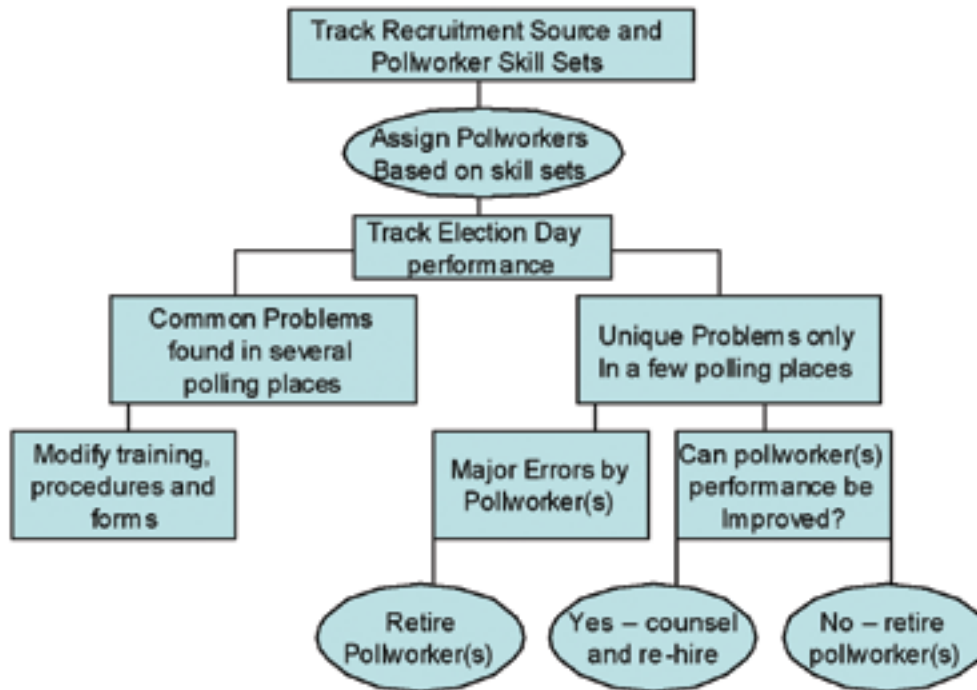 Track Recruitment Source and
Pollworker Skill Sets
Assign Pollworkers
Based on skill sets
Track Election Day
performance
Common Problems
found in several
polling places
Unique Problems only
In a few polling places
Modify training,
procedures and
forms
Major Errors by
Pollworker(s)
Can pollworker(s)
performance be
Improved?
Retire
Pollworker(s)
Yes – counsel
and re-hire
No – retire
pollworker(s)